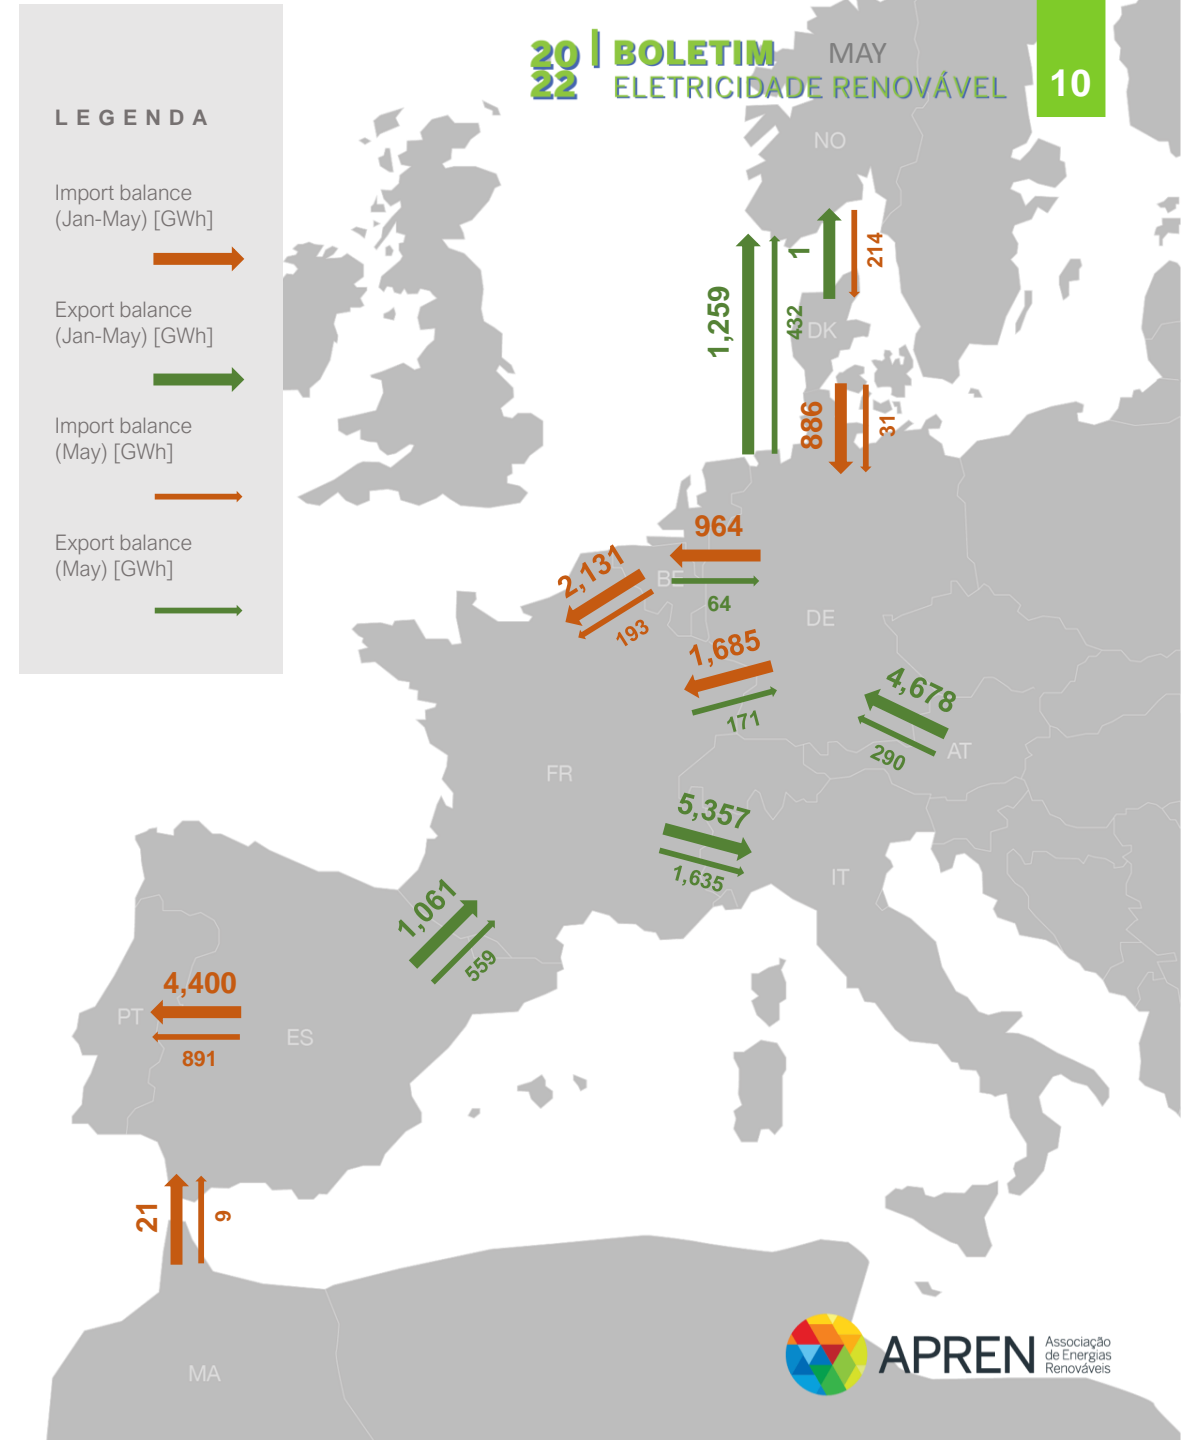 20 | BOLETIM MAY
22 ELETRICIDADE RENOVÁVEL
10
LEGENDA
Import balance
(Jan-May) [GWh]
Export balance
(Jan-May) [GWh]
Import balance
(May) [GWh]
Export balance
(May) [GWh]
NO
1
214
1,259
432
DK
886
31
964
2,131
BE
64
193
DE
1,685
171
4,678
290
AT
FR
5,357
1,635
IT
1,061
559
4,400
PT
ES
891
21
9
MA
APREN
Associação
de Energias
Renováveis